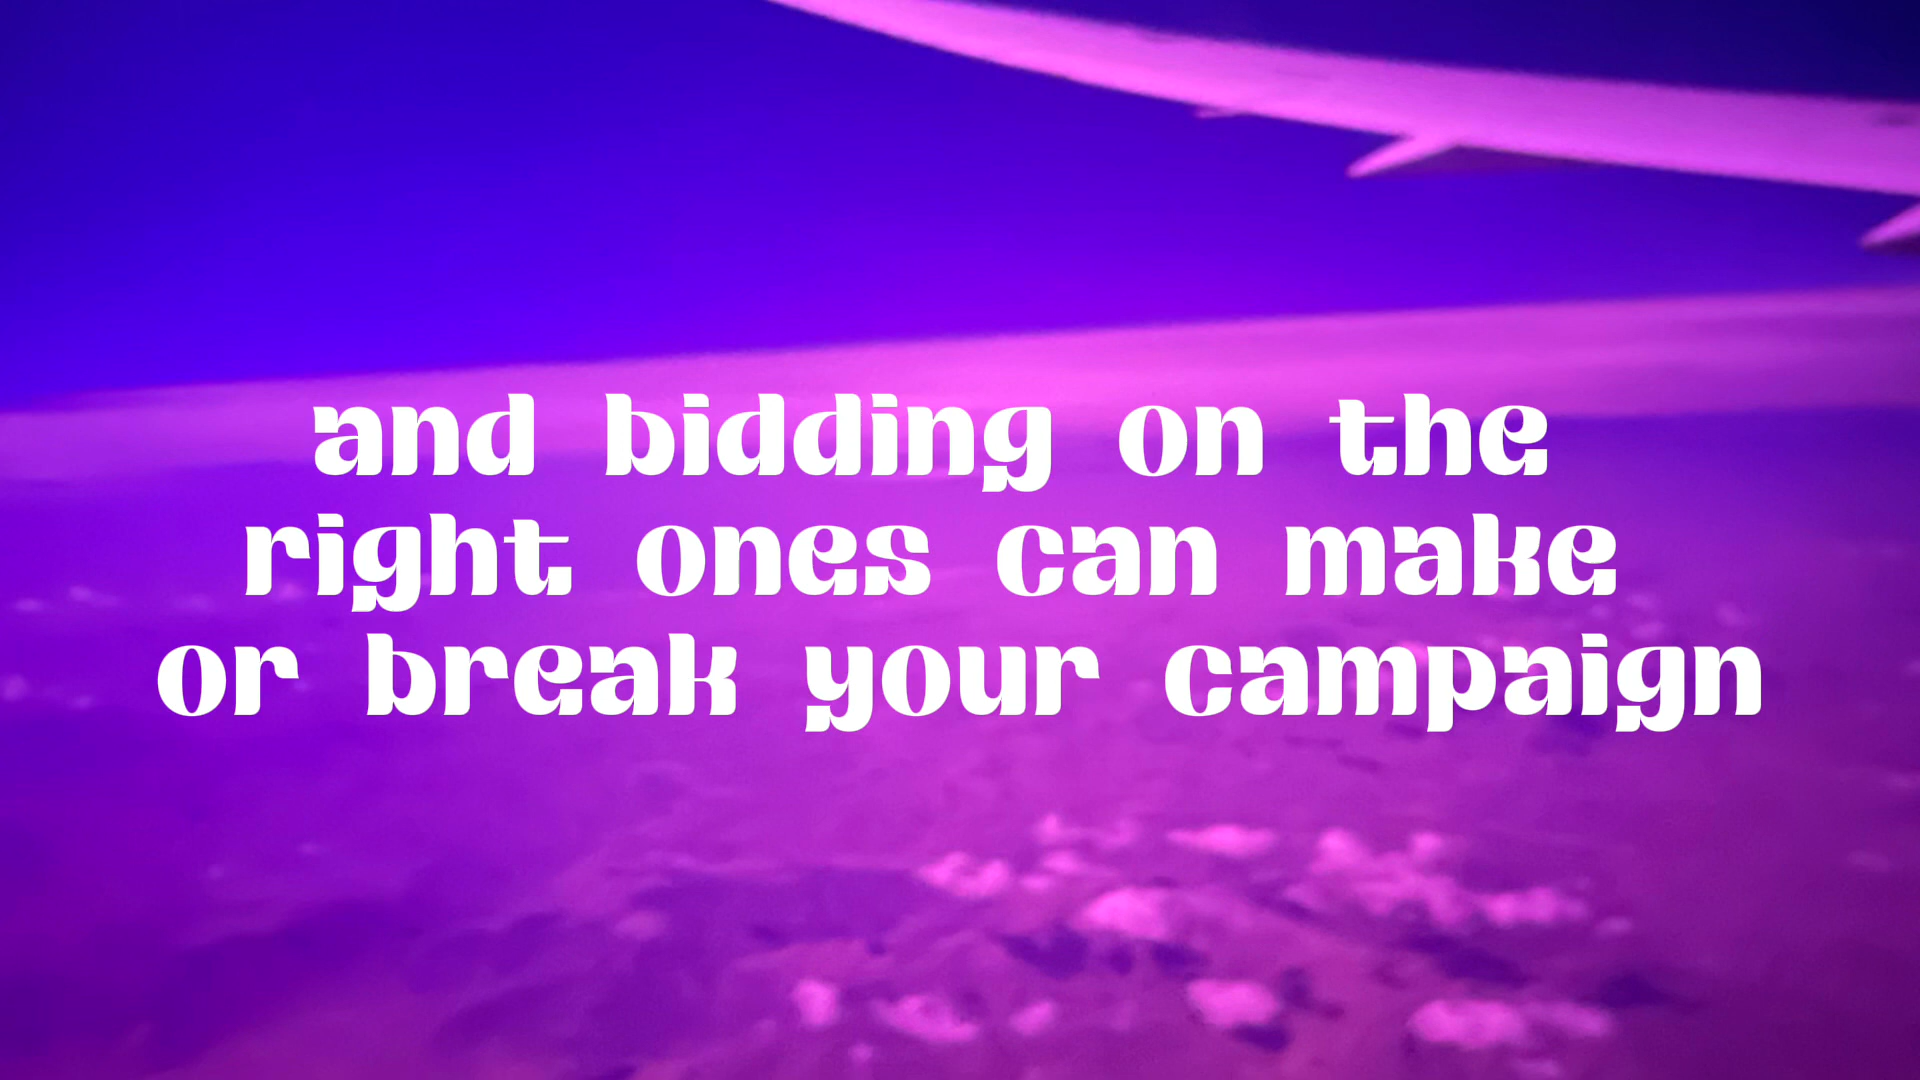 and bidding on the
right ones can make
or break your campaign